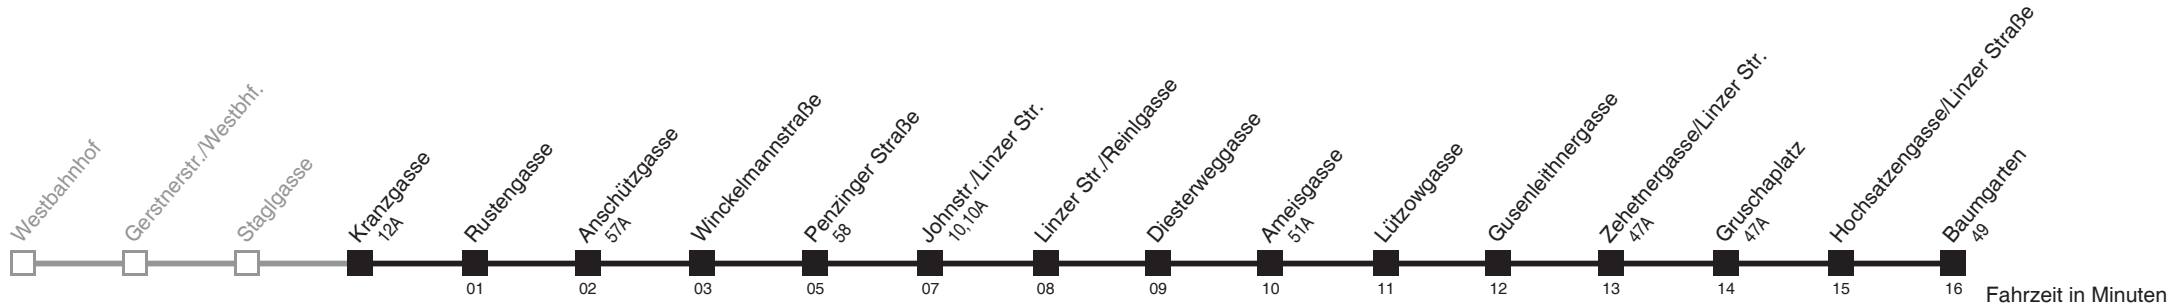 Westbahnhof
Gerstnerstr./Westbhf.
Staglgasse
Kranzgasse
12A
Rustengasse
Anschützgasse
57A
Winckelmannstraße
Penzinger Straße
58
Johnstr./Linzer Str.
10,10A
Linzer Str./Reinlgasse
Diesterweggasse
Ameisgasse
51A
Lützowgasse
Gusenleithnergasse
Zehetnergasse/Linzer Str.
47A
Gruschaplatz
47A
Hochsatzengasse/Linzer Straße
Baumgarten
49
01 02 03 05 07 08 09 10 11 12 13 14 15 16 Fahrzeit in Minuten